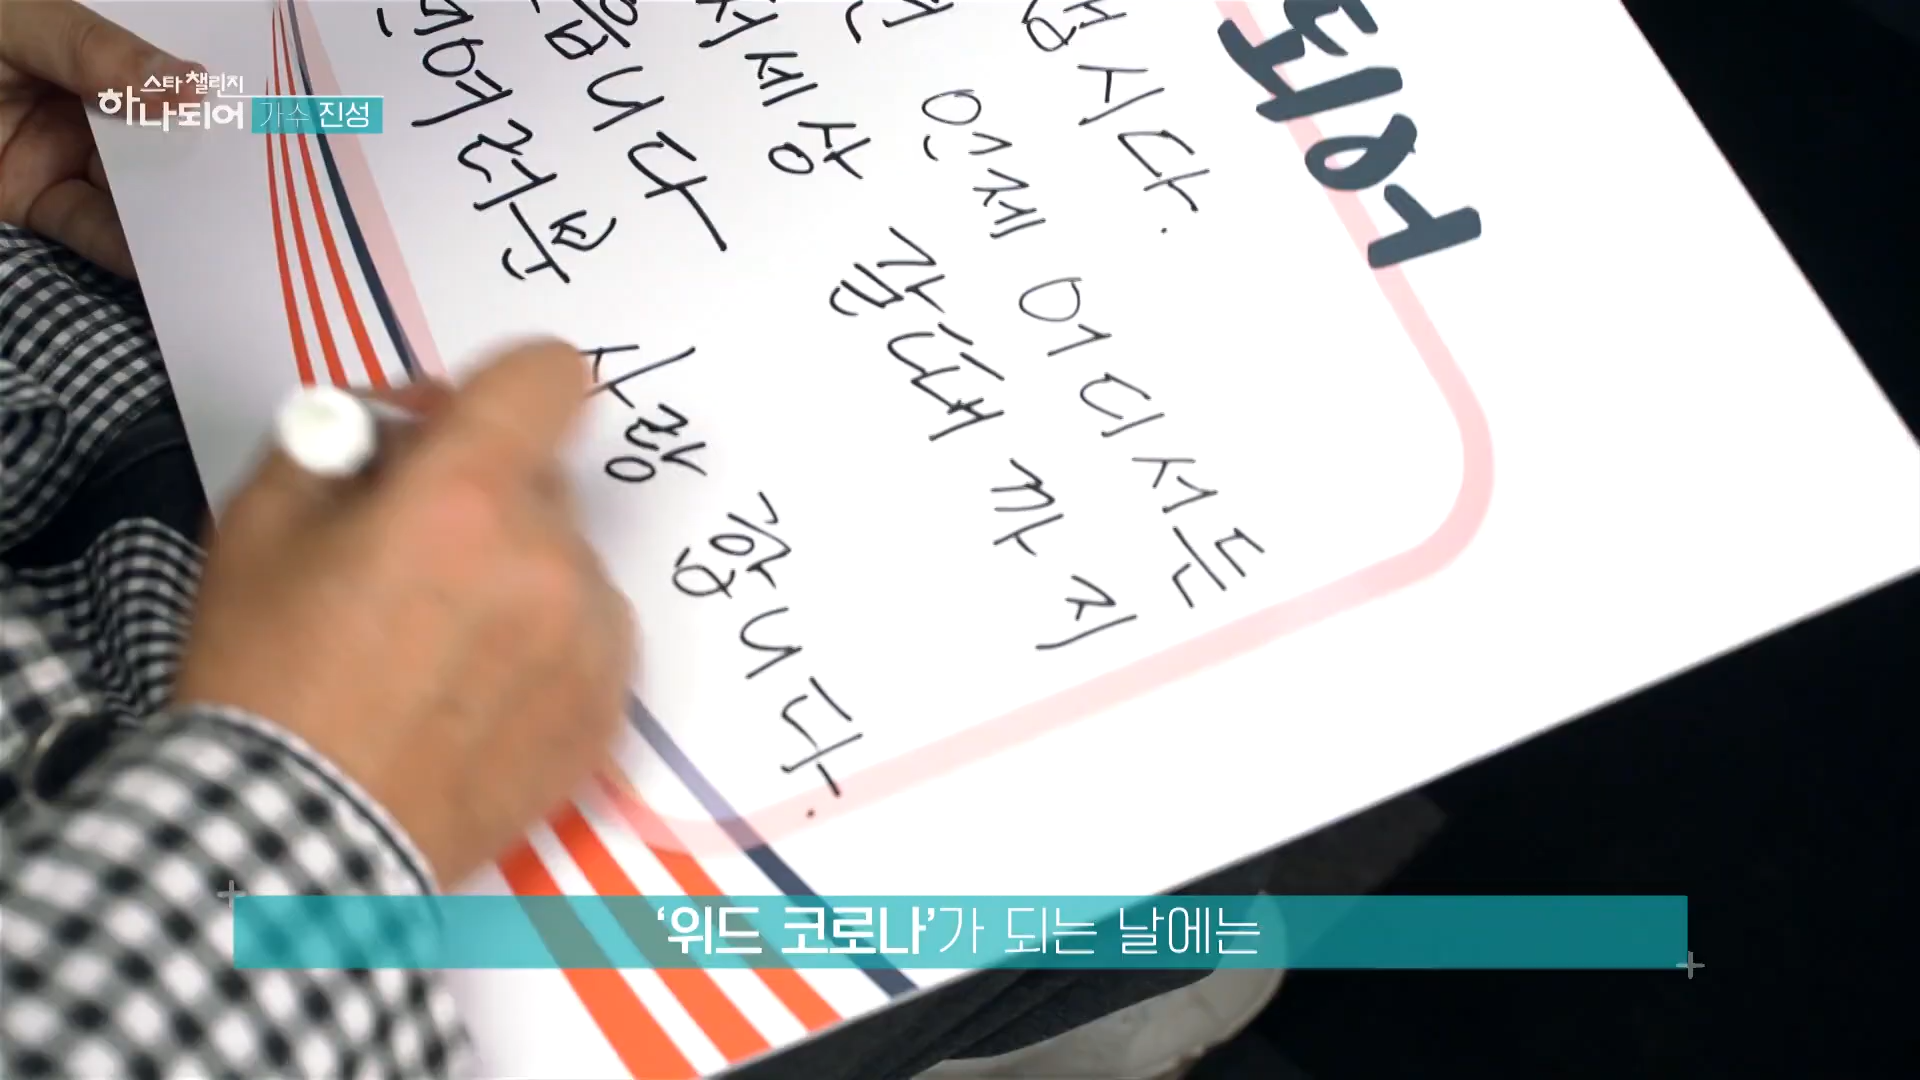 스타 챌린지
하나되어 가수 진성
되어
합시다.
언제 어디서든
서세상 갈때 까지
습니다
여러분 사랑 합니다.
‘위드 코로나’가 되는 날에는